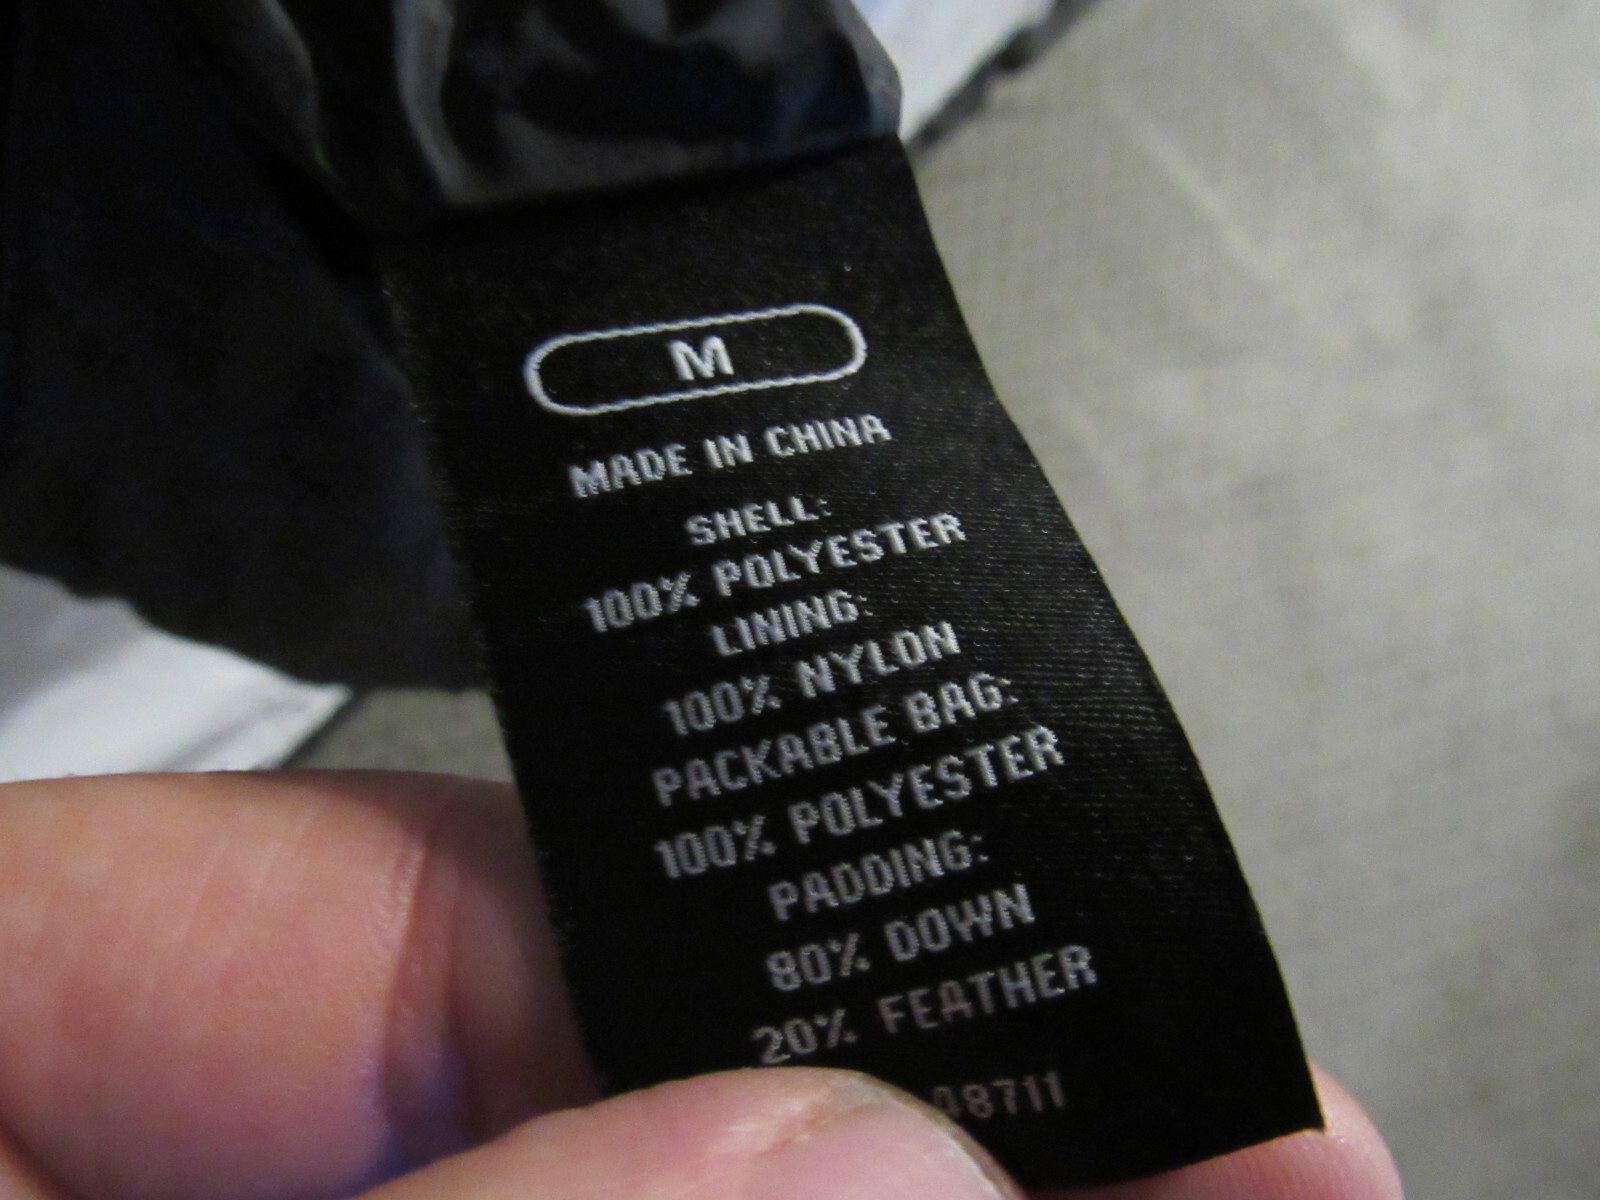 M
MADE IN CHINA
SHELL:
100% POLYESTER
LINING:
100% NYLON
PACKABLE BAG:
100% POLYESTER
PADDING:
80% DOWN
20% FEATHER